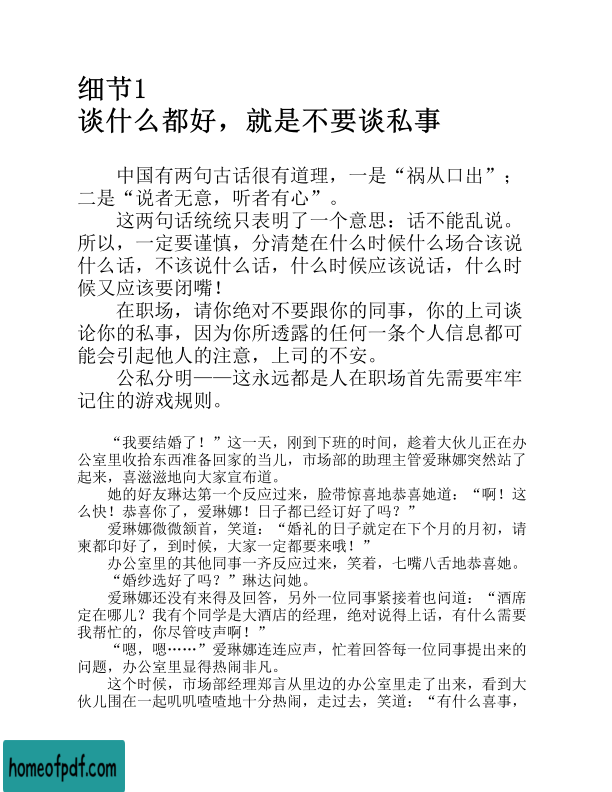 细节1
谈什么都好，就是不要谈私事
中国有两句古话很有道理，一是“祸从口出”；
二是“说者无意，听者有心”。
这两句话统统只表明了一个意思：话不能乱说。
所以，一定要谨慎，分清楚在什么时候什么场合该说
什么话，不该说什么话，什么时候应该说话，什么时
候又应该要闭嘴！
在职场，请你绝对不要跟你的同事，你的上司谈
论你的私事，因为你所透露的任何一条个人信息都可
能会引起他人的注意，上司的不安。
公私分明——这永远都是人在职场首先需要牢牢
记住的游戏规则。
“我要结婚了！”这一天，刚到下班的时间，趁着大伙儿正在办
公室里收拾东西准备回家的当儿，市场部的助理主管爱琳娜突然站了
起来，喜滋滋地向大家宣布道。
她的好友琳达第一个反应过来，脸带惊喜地恭喜她道：“啊！这
么快！恭喜你了，爱琳娜！日子都已经订好了吗？”
爱琳娜微微颔首，笑道：“婚礼的日子就定在下个月的月初，请
柬都印好了，到时候，大家一定都要来哦！”
办公室里的其他同事一齐反应过来，笑着，七嘴八舌地恭喜她。
“婚纱选好了吗？”琳达问她。
爱琳娜还没有来得及回答，另外一位同事紧接着也问道：“酒席
定在哪儿？我有个同学是大酒店的经理，绝对说得上话，有什么需要
我帮忙的，你尽管吱声啊！”
“嗯，嗯……”爱琳娜连连应声，忙着回答每一位同事提出来的
问题，办公室里显得热闹非凡。
这个时候，市场部经理郑言从里边的办公室里走了出来，看到大
伙儿围在一起叽叽喳喳地十分热闹，走过去，笑道：“有什么喜事，
homeofpdf.com